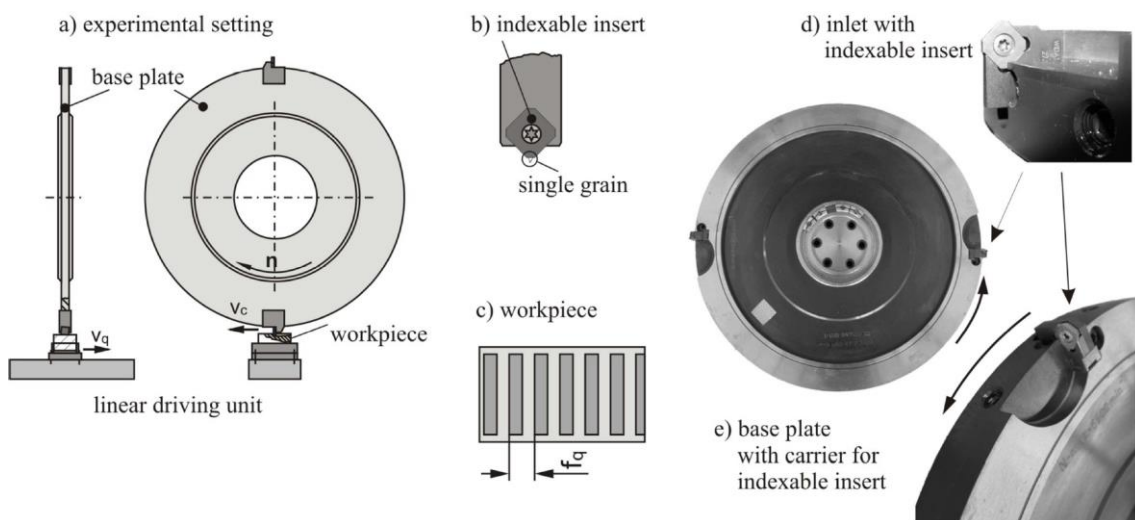 a) experimental setting
base plate
n
vc
workpiece
vq
linear driving unit
b) indexable insert
single grain
c) workpiece
fq
d) inlet with
indexable insert
e) base plate
with carrier for
indexable insert